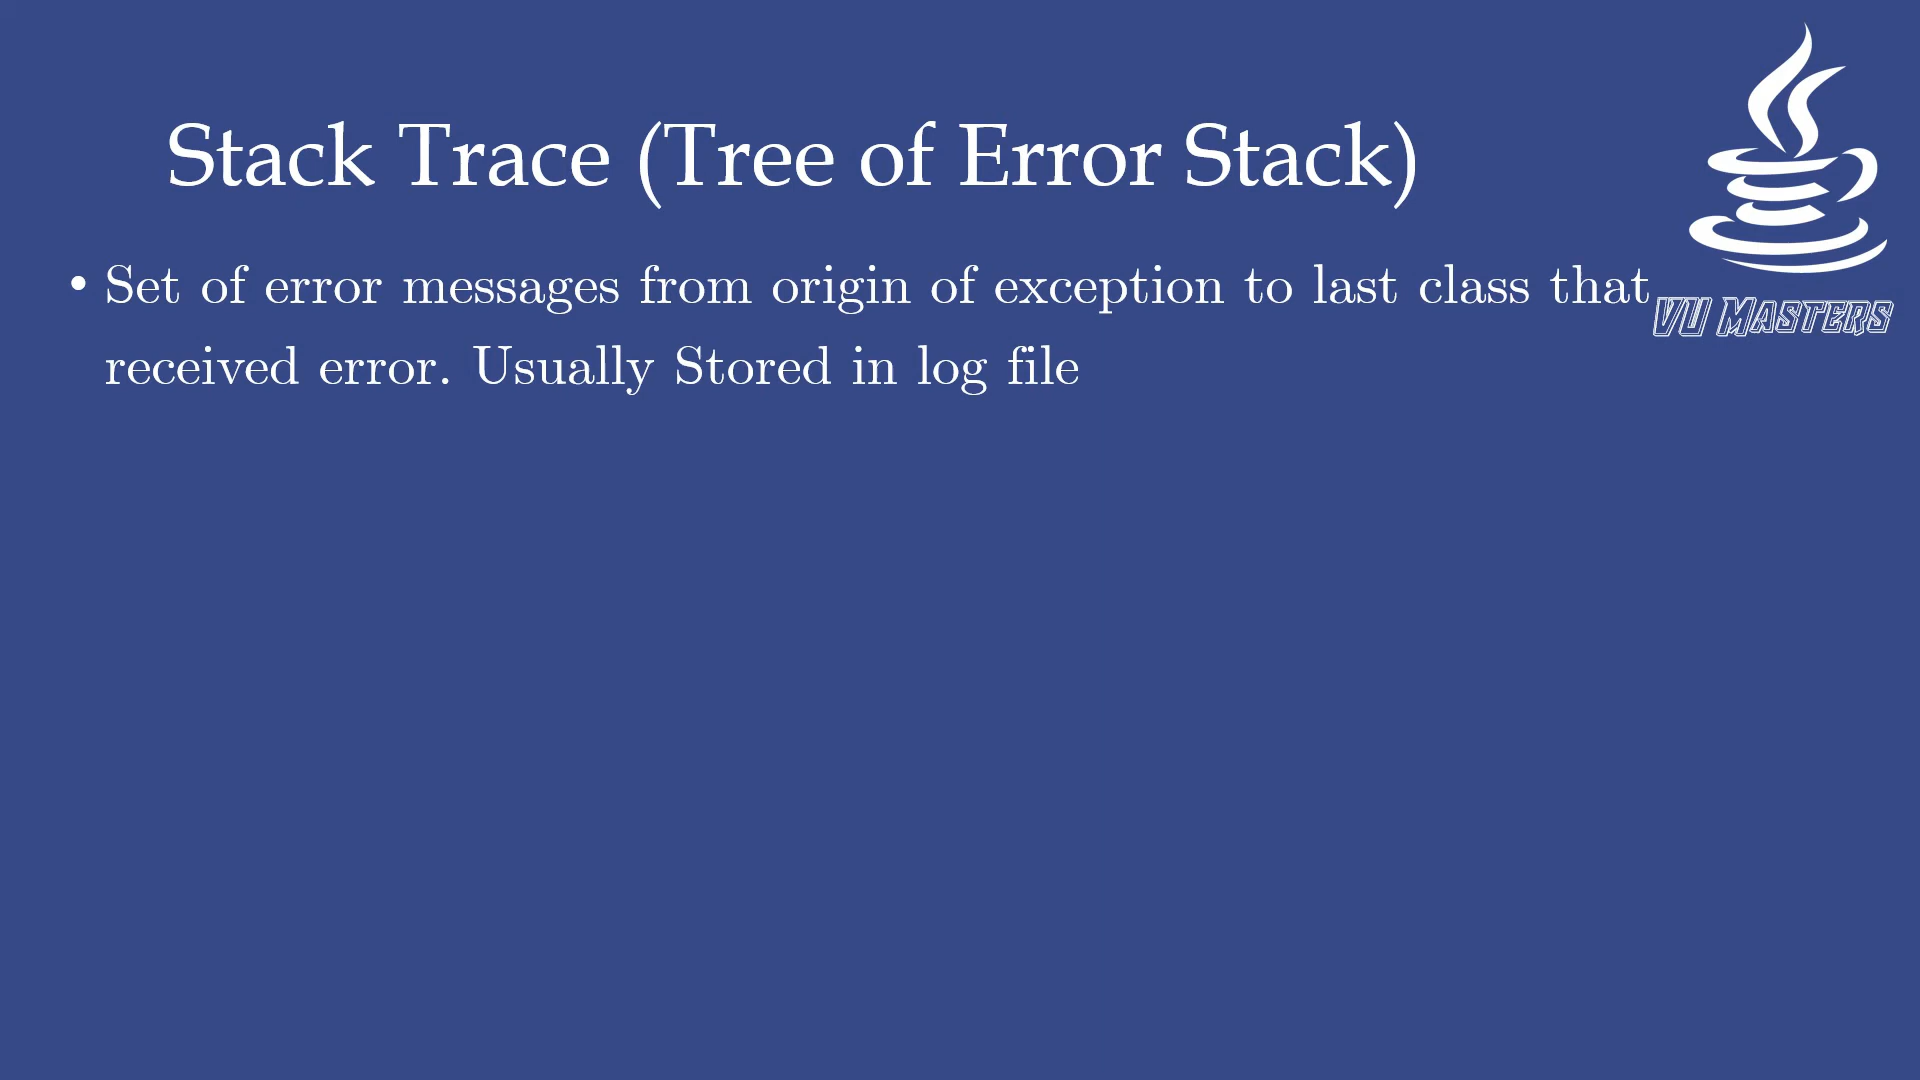 Stack Trace (Tree of Error Stack)
• Set of error messages from origin of exception to last class that
received error. Usually Stored in log file
VU Masters